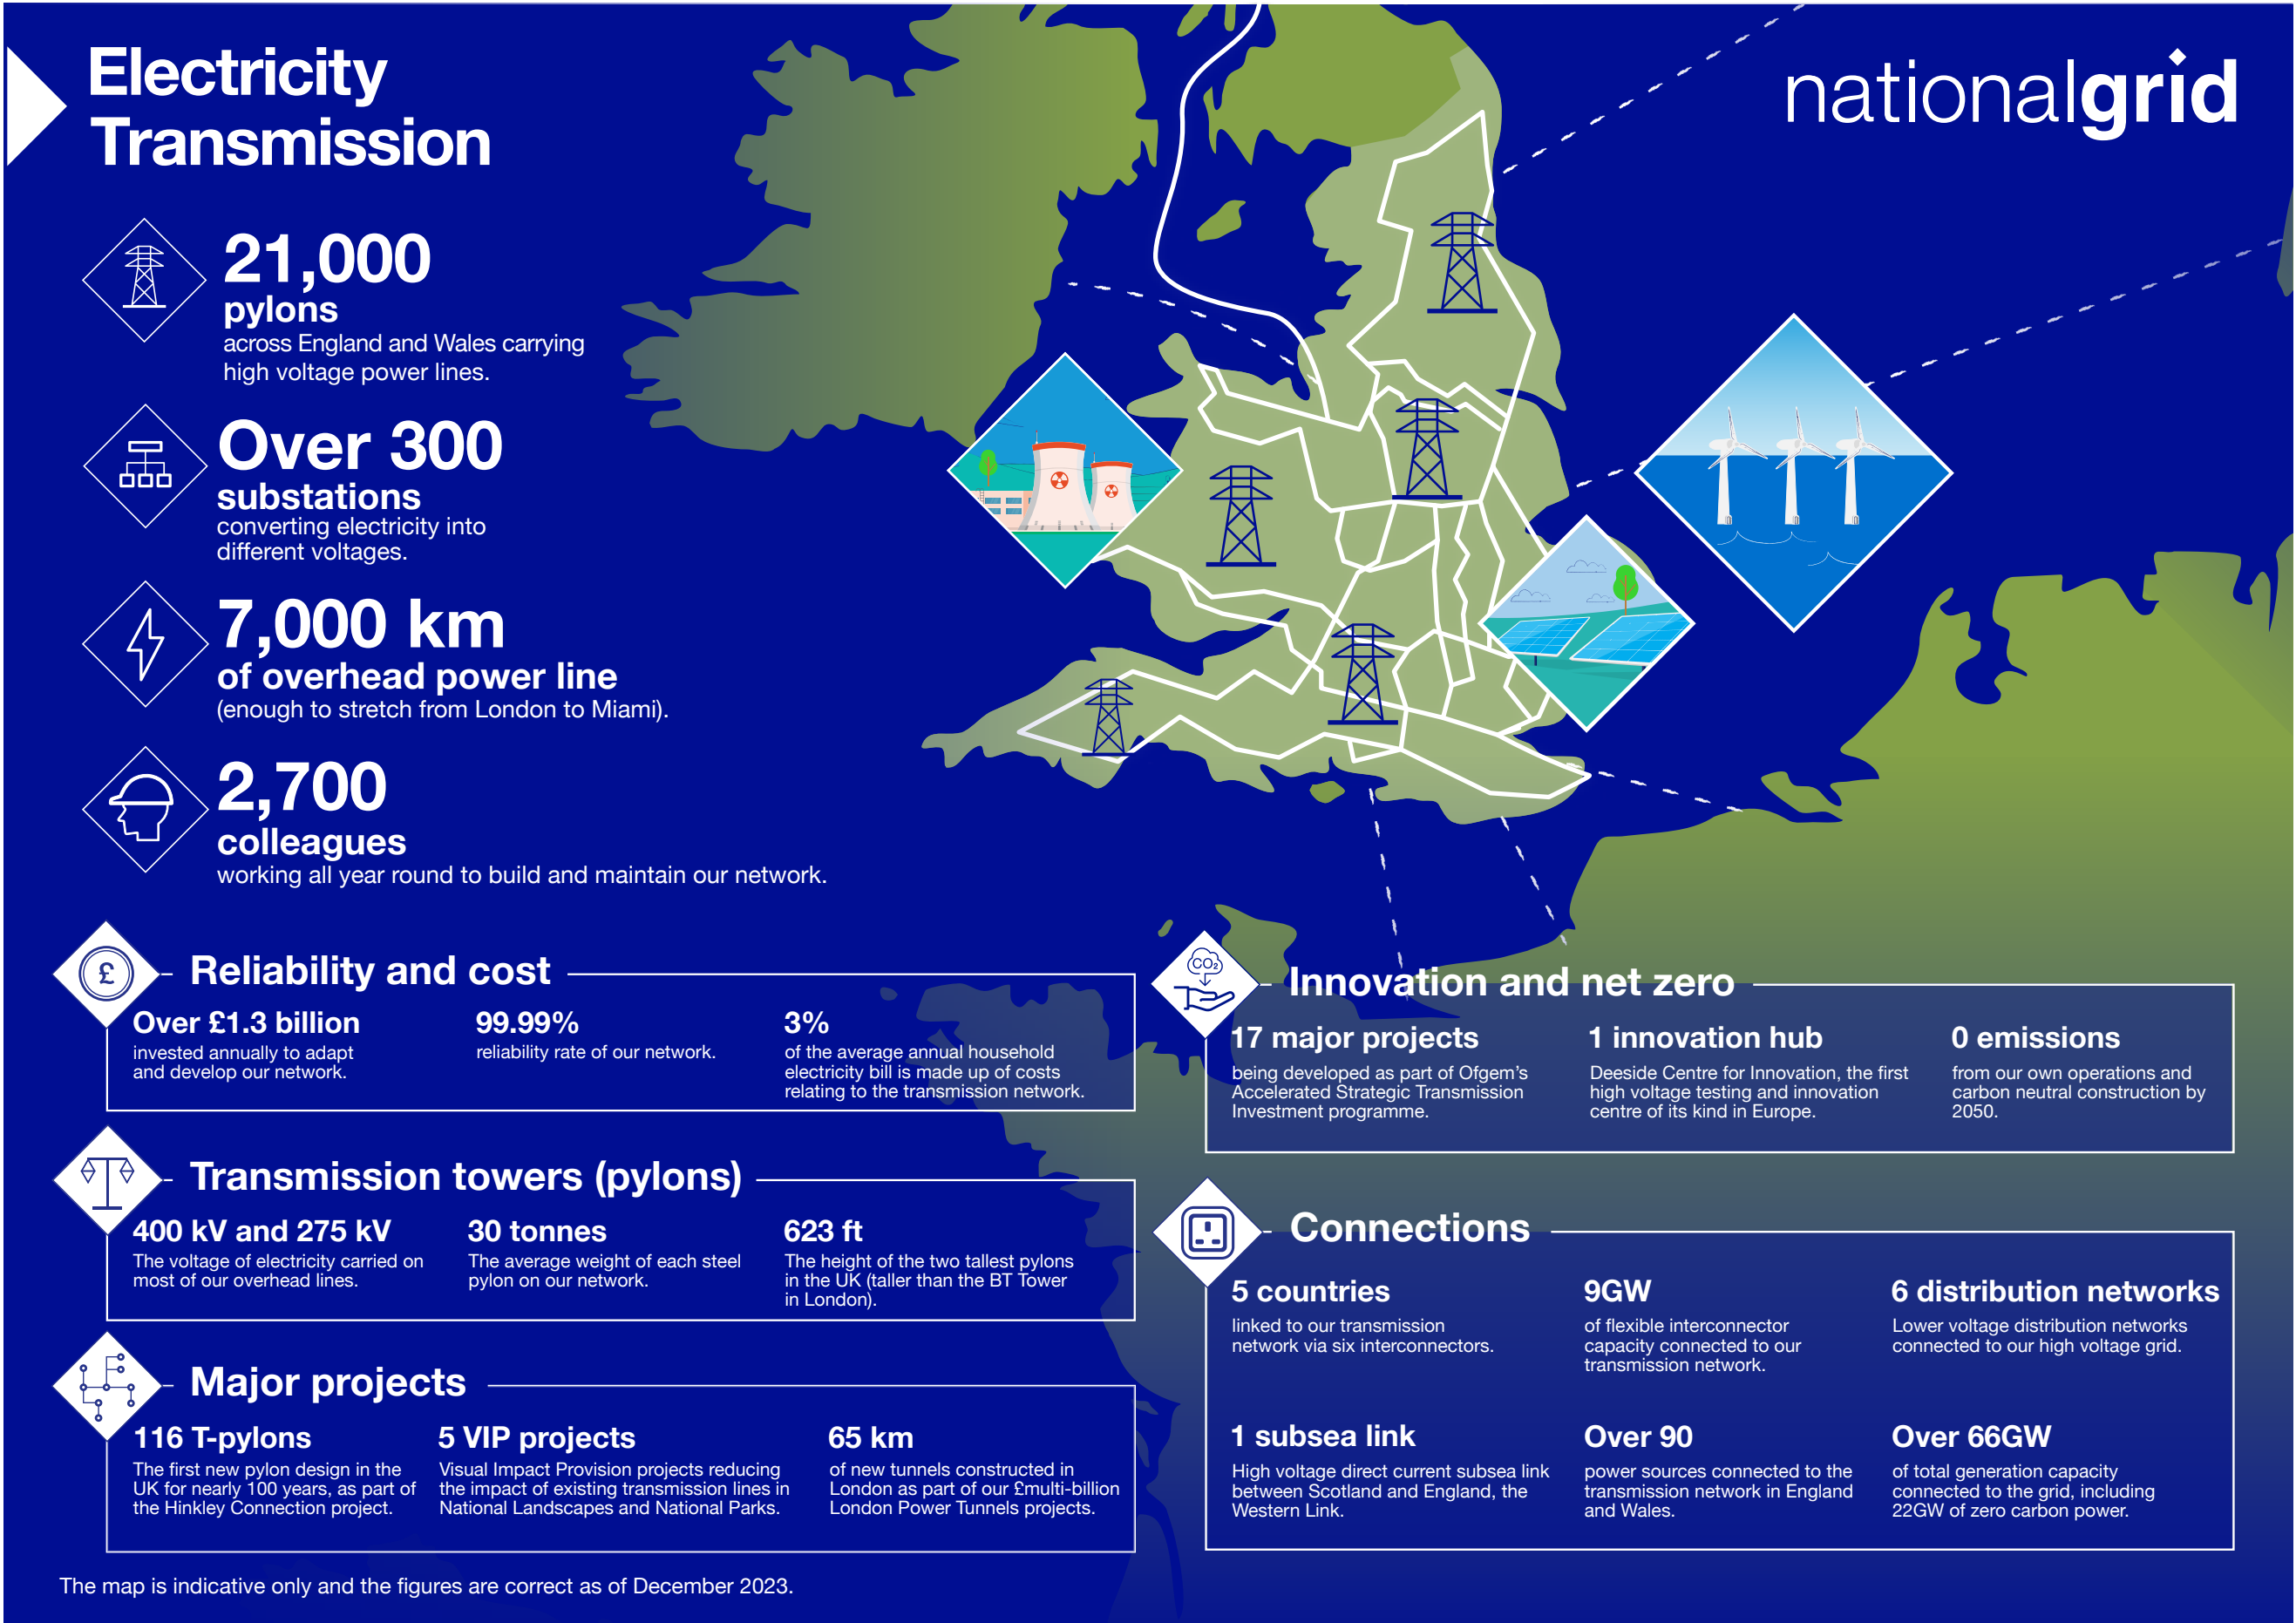 Electricity
Transmission
nationalgrid
21,000
pylons
across England and Wales carrying
high voltage power lines.
Over 300
substations
converting electricity into
different voltages.
7,000 km
of overhead power line
(enough to stretch from London to Miami).
2,700
colleagues
working all year round to build and maintain our network.
£
Reliability and cost
Over £1.3 billion
invested annually to adapt
and develop our network.
99.99%
reliability rate of our network.
3%
of the average annual household
electricity bill is made up of costs
relating to the transmission network.
Transmission towers (pylons)
400 kV and 275 kV
The voltage of electricity carried on
most of our overhead lines.
30 tonnes
The average weight of each steel
pylon on our network.
623 ft
The height of the two tallest pylons
in the UK (taller than the BT Tower
in London).
Major projects
116 T-pylons
The first new pylon design in the
UK for nearly 100 years, as part of
the Hinkley Connection project.
5 VIP projects
Visual Impact Provision projects reducing
the impact of existing transmission lines in
National Landscapes and National Parks.
65 km
of new tunnels constructed in
London as part of our £multi-billion
London Power Tunnels projects.
CO₂
Innovation and net zero
17 major projects
being developed as part of Ofgem's
Accelerated Strategic Transmission
Investment programme.
1 innovation hub
Deeside Centre for Innovation, the first
high voltage testing and innovation
centre of its kind in Europe.
0 emissions
from our own operations and
carbon neutral construction by
2050.
Connections
5 countries
linked to our transmission
network via six interconnectors.
9GW
of flexible interconnector
capacity connected to our
transmission network.
6 distribution networks
Lower voltage distribution networks
connected to our high voltage grid.
1 subsea link
High voltage direct current subsea link
between Scotland and England, the
Western Link.
Over 90
power sources connected to the
transmission network in England
and Wales.
Over 66GW
of total generation capacity
connected to the grid, including
22GW of zero carbon power.
The map is indicative only and the figures are correct as of December 2023.